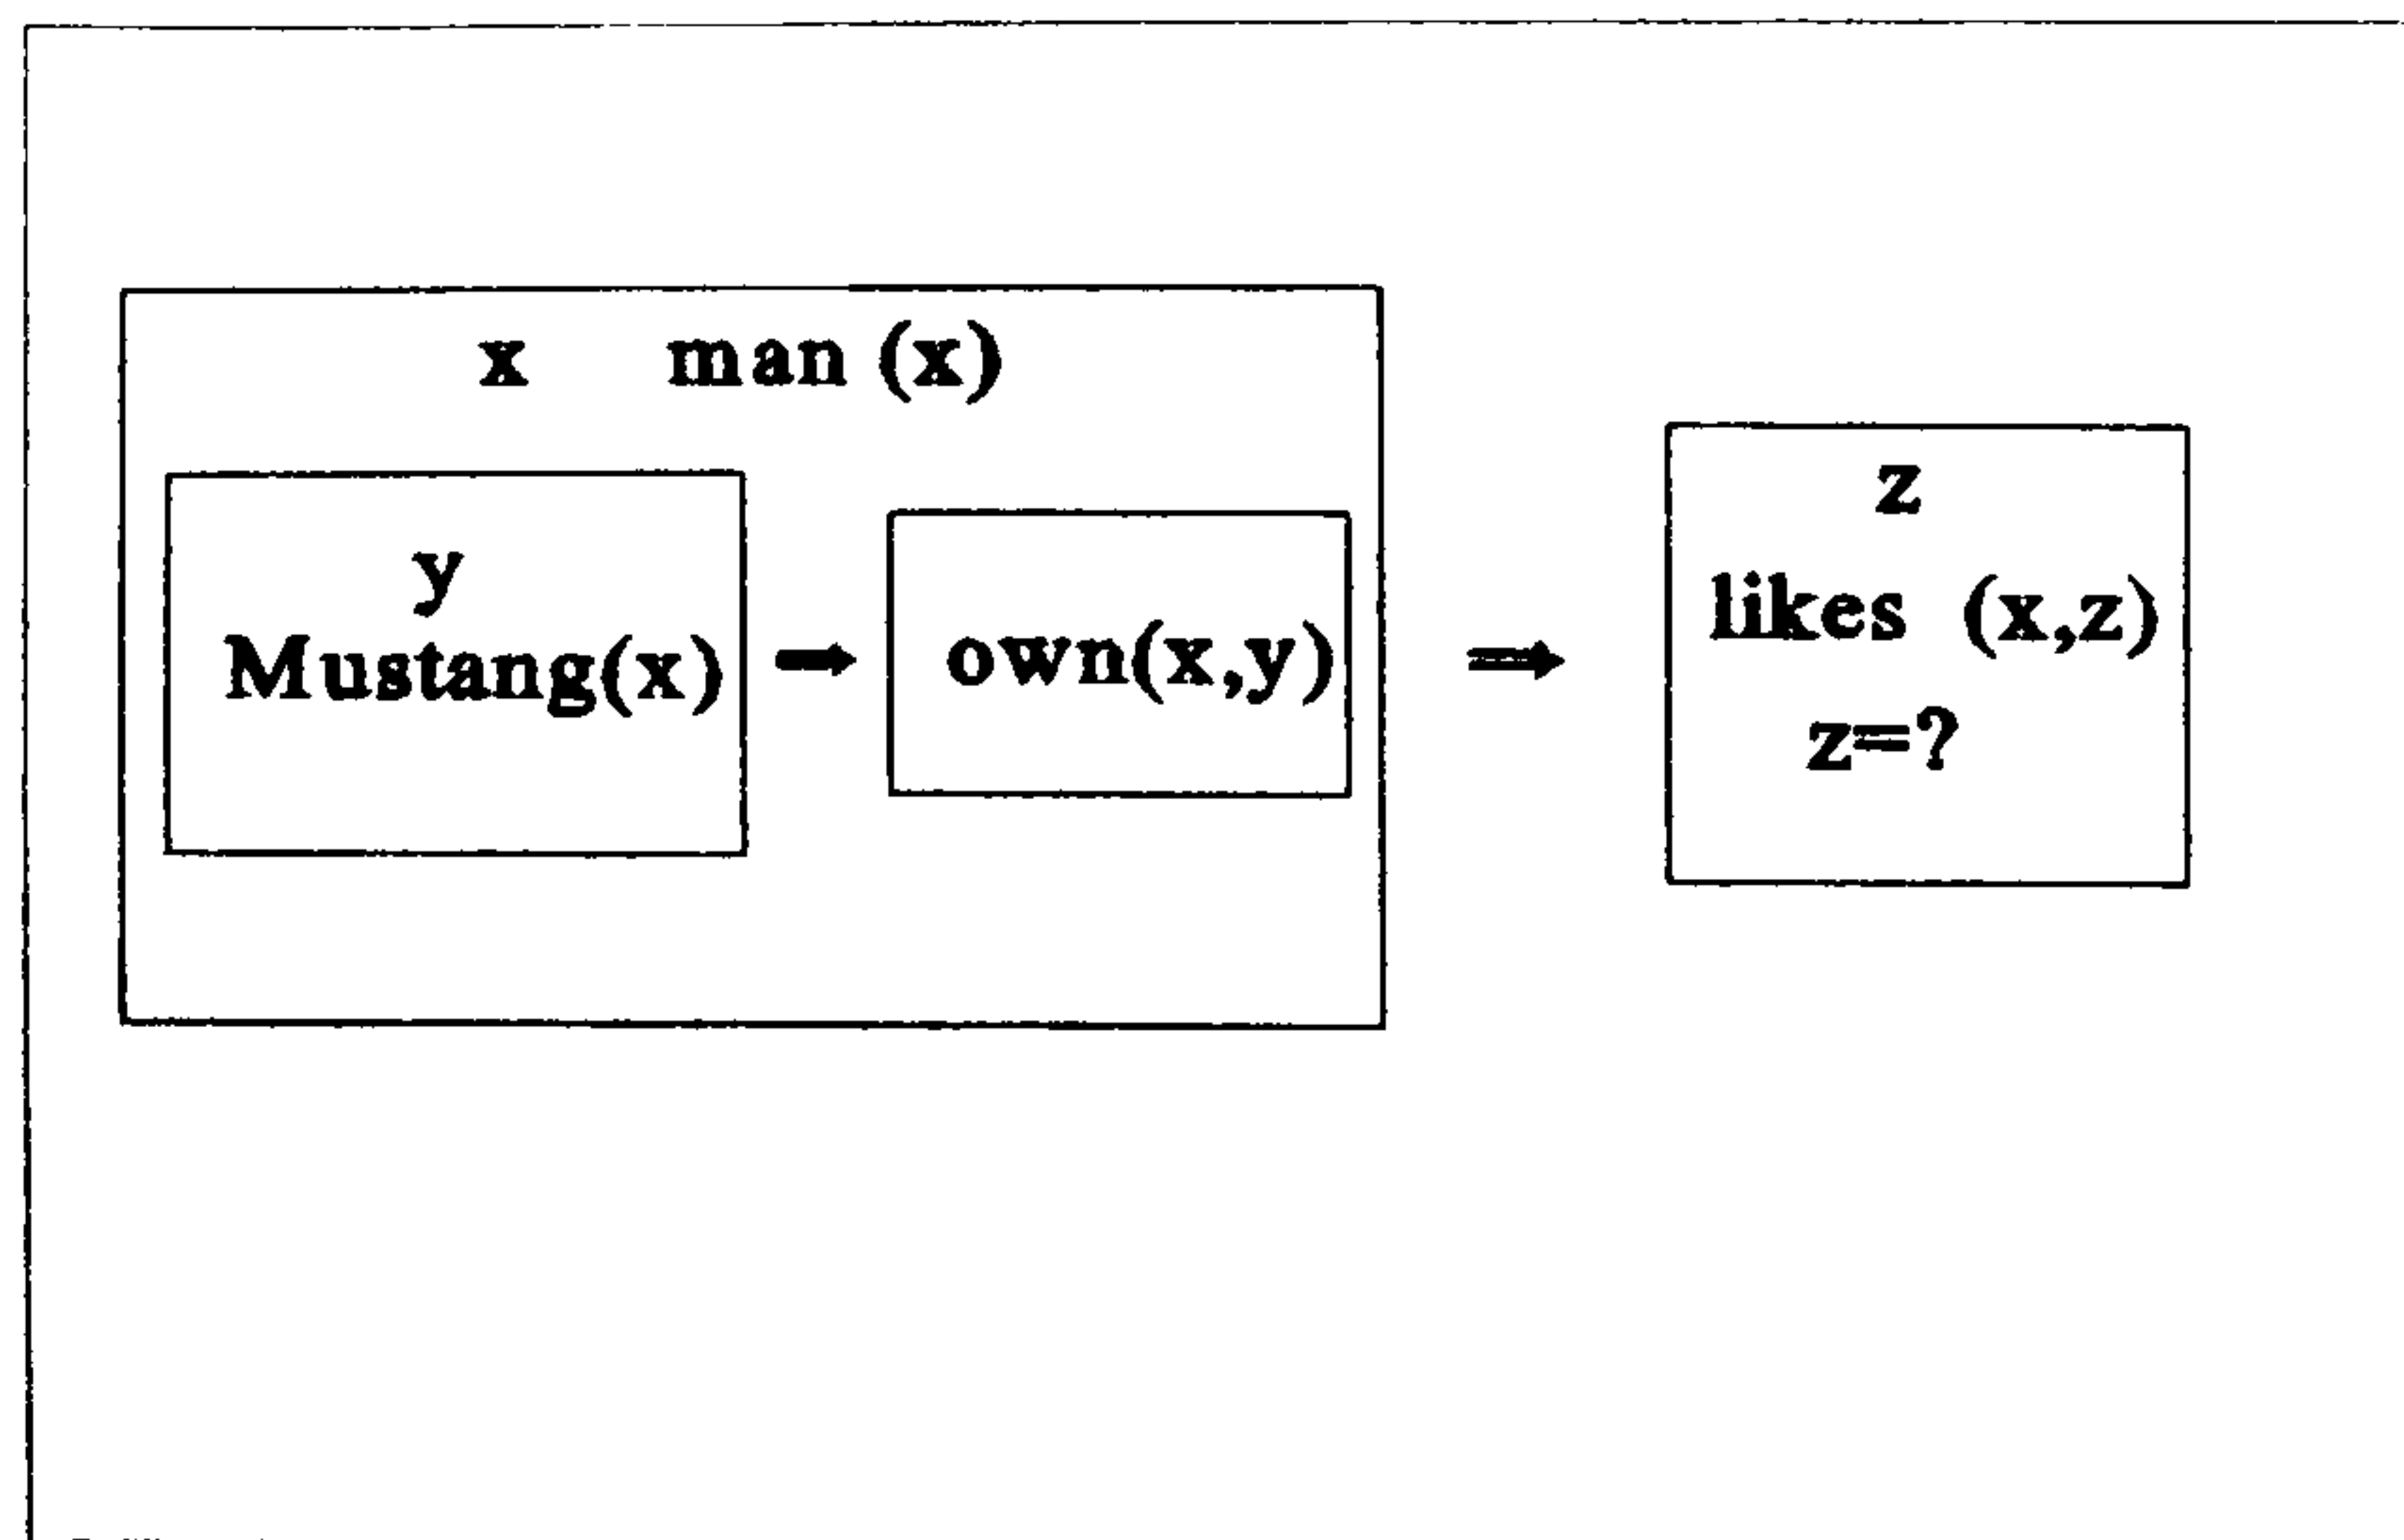 x man (x)
y
Mustang(x) → own(x,y) ⇒
z
likes (x,z)
z=?